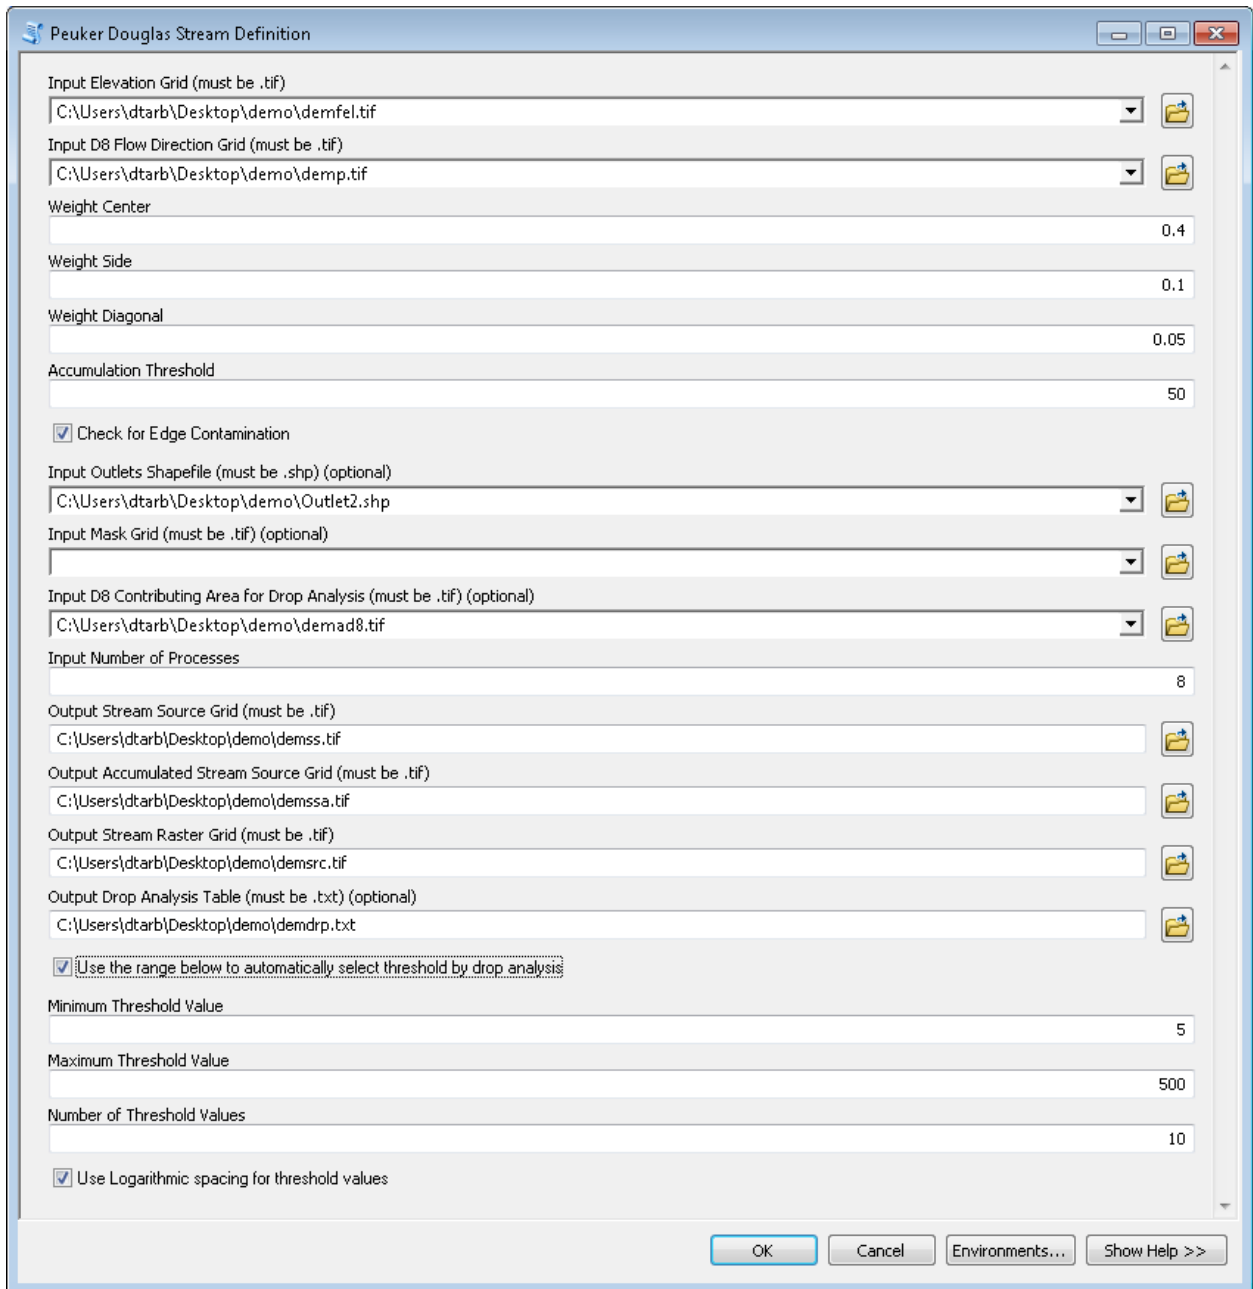 Peuker Douglas Stream Definition
Input Elevation Grid (must be .tif)
C:\Users\dtarb\Desktop\demo\demfel.tif
Input D8 Flow Direction Grid (must be .tif)
C:\Users\dtarb\Desktop\demo\demp.tif
Weight Center
0.4
Weight Side
0.1
Weight Diagonal
0.05
Accumulation Threshold
50
Check for Edge Contamination
Input Outlets Shapefile (must be .shp) (optional)
C:\Users\dtarb\Desktop\demo\Outlet2.shp
Input Mask Grid (must be .tif) (optional)
Input D8 Contributing Area for Drop Analysis (must be .tif) (optional)
C:\Users\dtarb\Desktop\demo\demad8.tif
Input Number of Processes
8
Output Stream Source Grid (must be .tif)
C:\Users\dtarb\Desktop\demo\demss.tif
Output Accumulated Stream Source Grid (must be .tif)
C:\Users\dtarb\Desktop\demo\demssa.tif
Output Stream Raster Grid (must be .tif)
C:\Users\dtarb\Desktop\demo\demsrc.tif
Output Drop Analysis Table (must be .txt) (optional)
C:\Users\dtarb\Desktop\demo\demdrp.txt
Use the range below to automatically select threshold by drop analysis
Minimum Threshold Value
5
Maximum Threshold Value
500
Number of Threshold Values
10
Use Logarithmic spacing for threshold values
OK Cancel Environments... Show Help >>